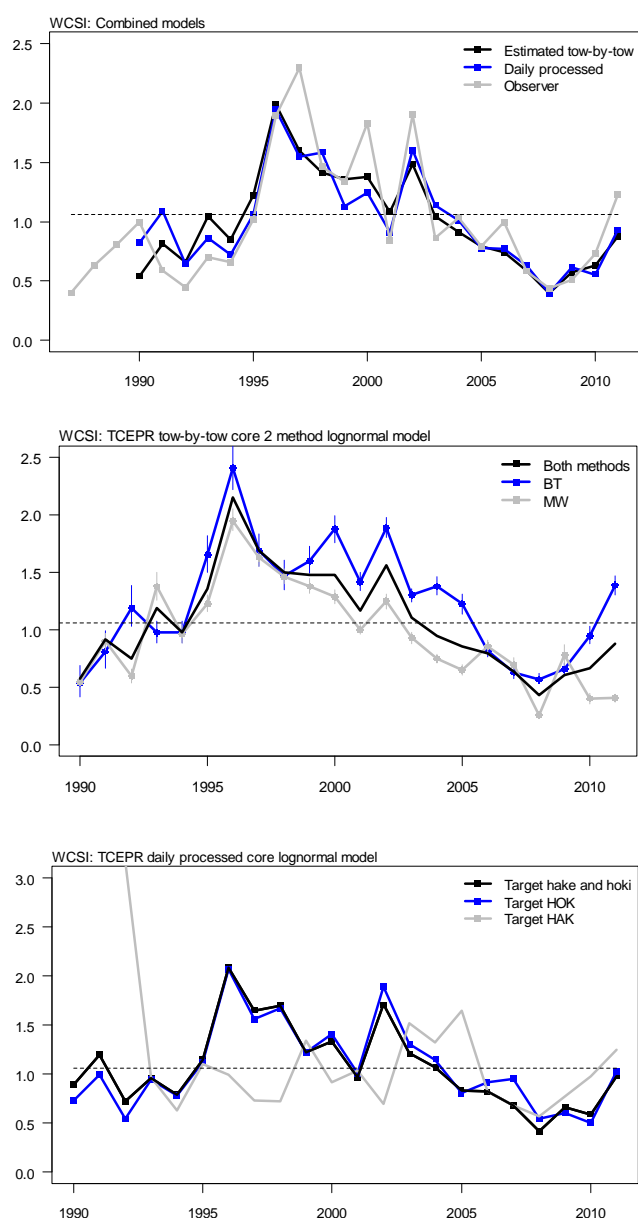 WCSI: Combined models
2.5
2.0
1.5
1.0
0.5
0.0
Estimated tow-by-tow
Daily processed
Observer
1990 1995 2000 2005 2010
WCSI: TCEPR tow-by-tow core 2 method lognormal model
2.5
2.0
1.5
1.0
0.5
0.0
Both methods
BT
MW
1990 1995 2000 2005 2010
WCSI: TCEPR daily processed core lognormal model
3.0
2.5
2.0
1.5
1.0
0.5
0.0
Target hake and hoki
Target HOK
Target HAK
1990 1995 2000 2005 2010